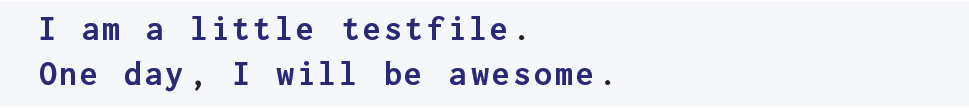 I am a little testfile.
One day, I will be awesome.